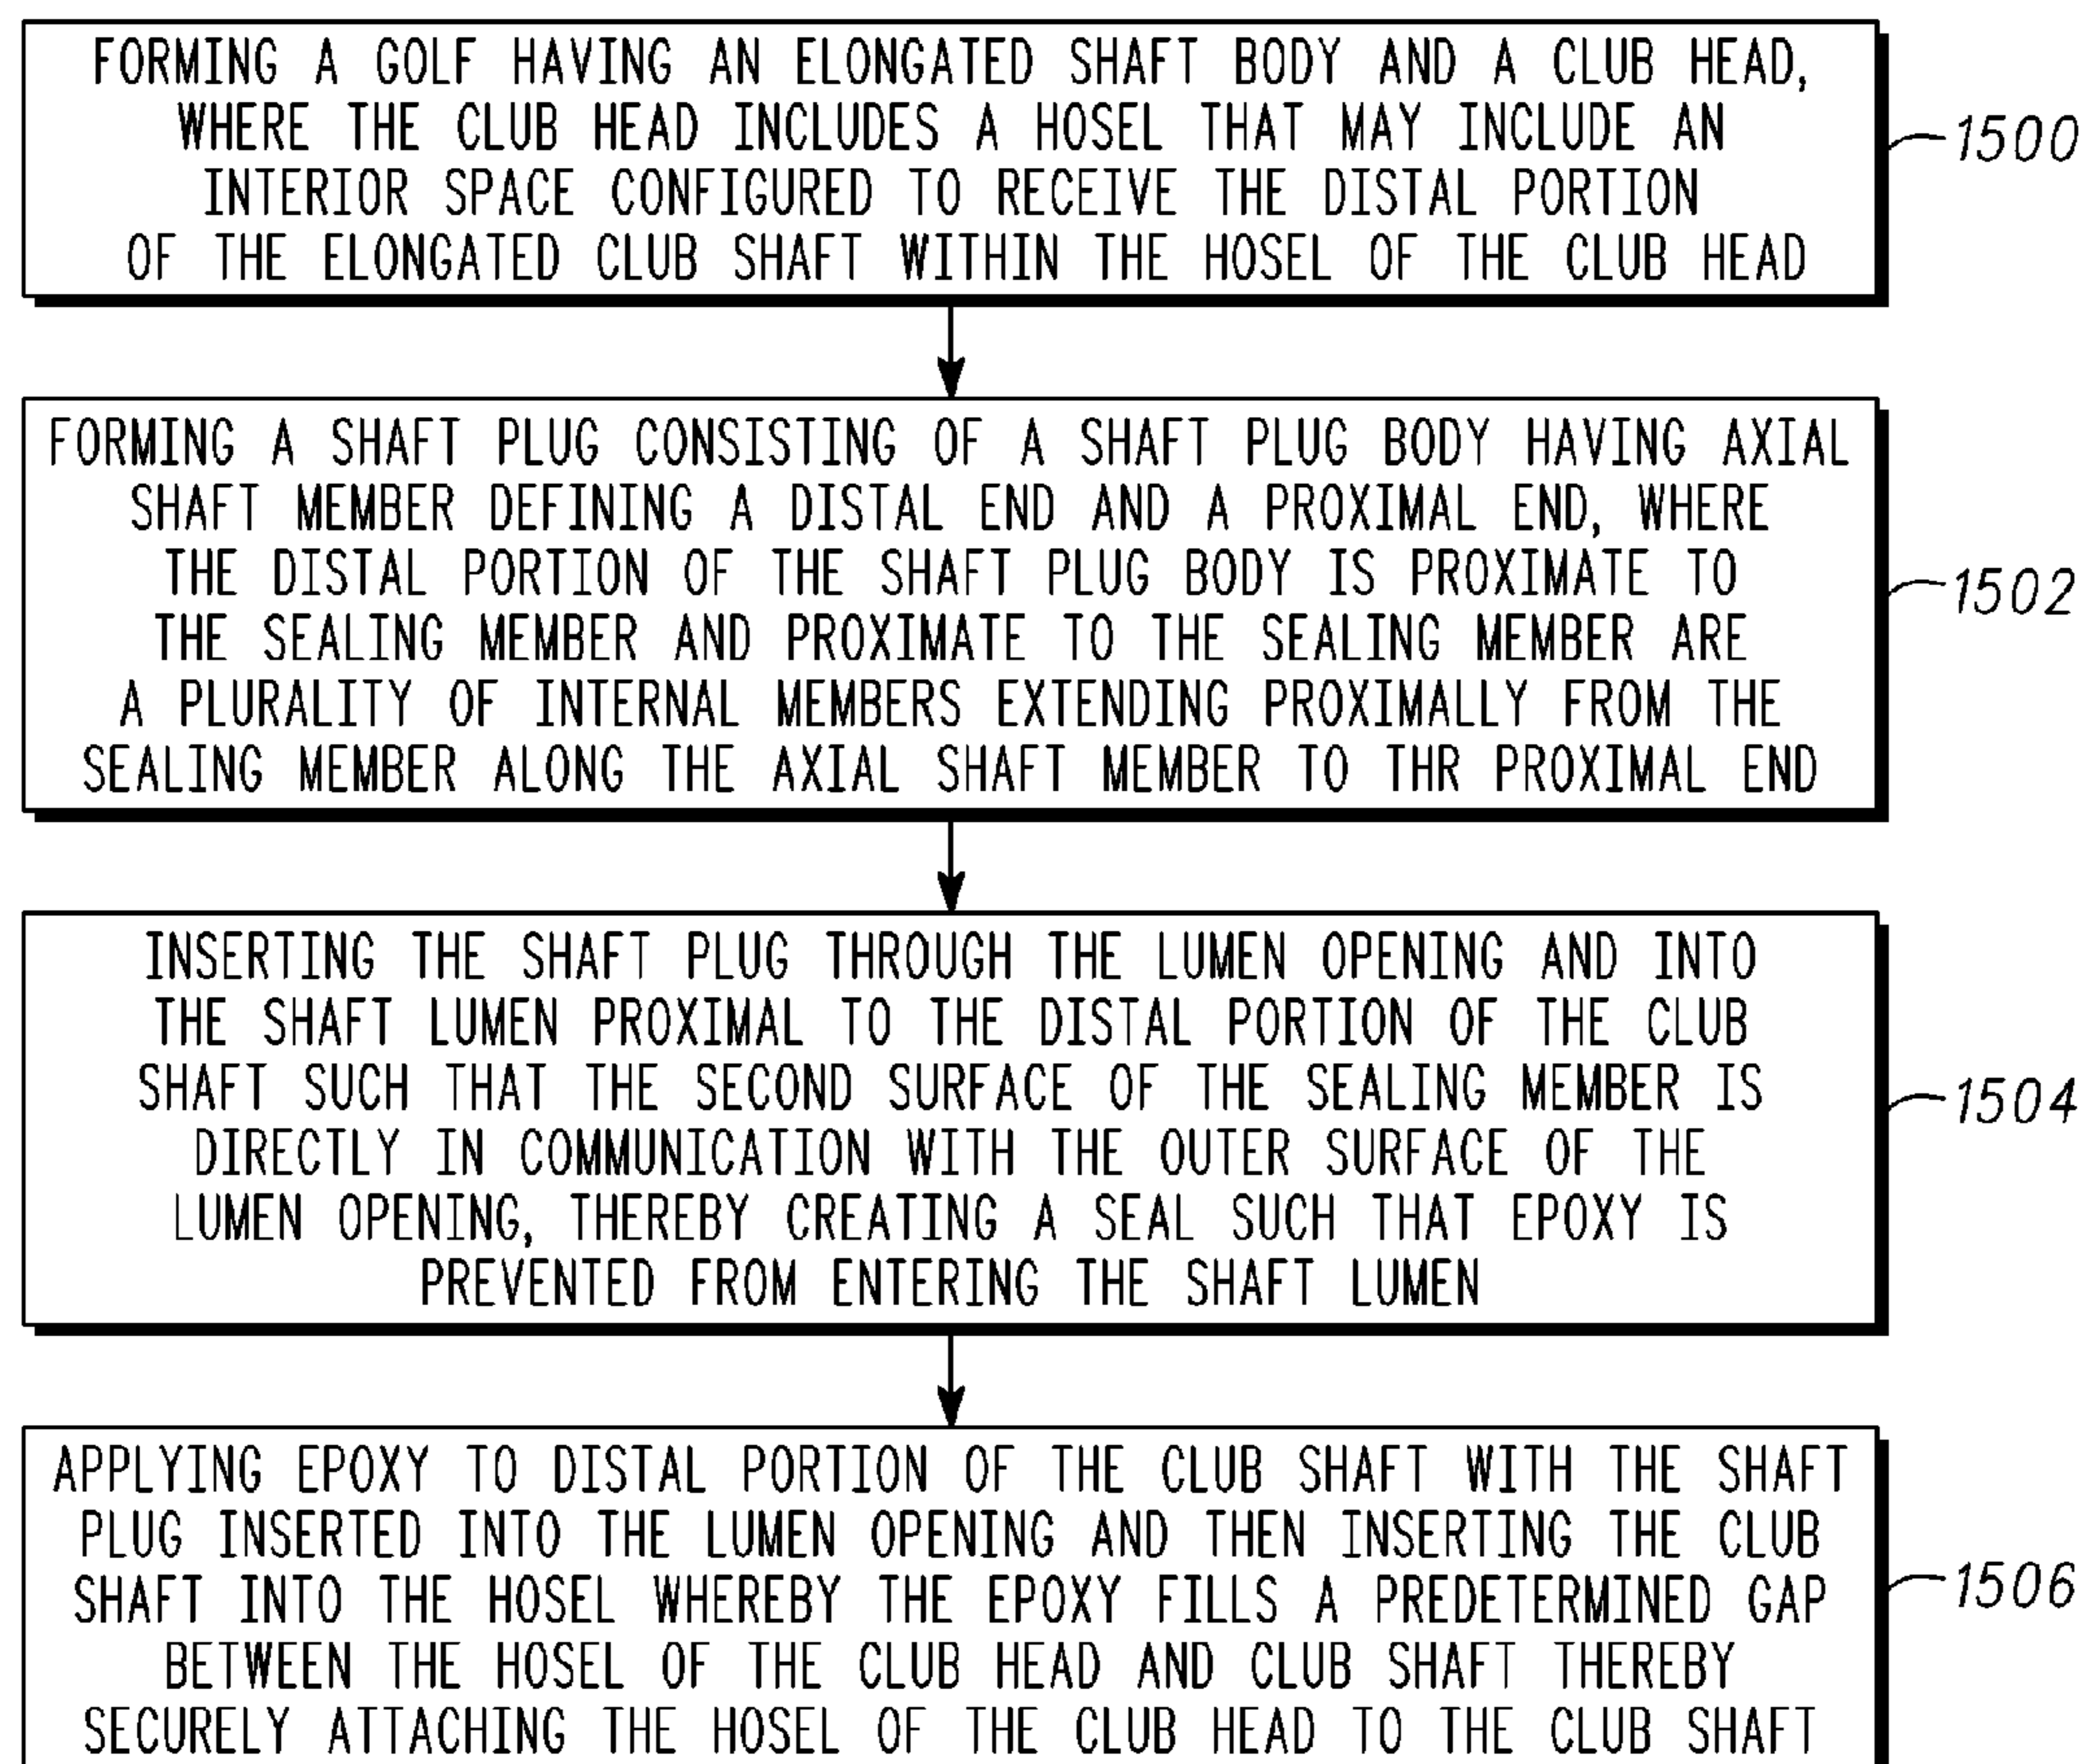 FORMING A GOLF HAVING AN ELONGATED SHAFT BODY AND A CLUB HEAD,
WHERE THE CLUB HEAD INCLUDES A HOSEL THAT MAY INCLUDE AN
INTERIOR SPACE CONFIGURED TO RECEIVE THE DISTAL PORTION
OF THE ELONGATED CLUB SHAFT WITHIN THE HOSEL OF THE CLUB HEAD
1500
FORMING A SHAFT PLUG CONSISTING OF A SHAFT PLUG BODY HAVING AXIAL
SHAFT MEMBER DEFINING A DISTAL END AND A PROXIMAL END, WHERE
THE DISTAL PORTION OF THE SHAFT PLUG BODY IS PROXIMATE TO
THE SEALING MEMBER AND PROXIMATE TO THE SEALING MEMBER ARE
A PLURALITY OF INTERNAL MEMBERS EXTENDING PROXIMALLY FROM THE
SEALING MEMBER ALONG THE AXIAL SHAFT MEMBER TO THR PROXIMAL END
1502
INSERTING THE SHAFT PLUG THROUGH THE LUMEN OPENING AND INTO
THE SHAFT LUMEN PROXIMAL TO THE DISTAL PORTION OF THE CLUB
SHAFT SUCH THAT THE SECOND SURFACE OF THE SEALING MEMBER IS
DIRECTLY IN COMMUNICATION WITH THE OUTER SURFACE OF THE
LUMEN OPENING, THEREBY CREATING A SEAL SUCH THAT EPOXY IS
PREVENTED FROM ENTERING THE SHAFT LUMEN
1504
APPLYING EPOXY TO DISTAL PORTION OF THE CLUB SHAFT WITH THE SHAFT
PLUG INSERTED INTO THE LUMEN OPENING AND THEN INSERTING THE CLUB
SHAFT INTO THE HOSEL WHEREBY THE EPOXY FILLS A PREDETERMINED GAP
BETWEEN THE HOSEL OF THE CLUB HEAD AND CLUB SHAFT THEREBY
SECURELY ATTACHING THE HOSEL OF THE CLUB HEAD TO THE CLUB SHAFT
1506